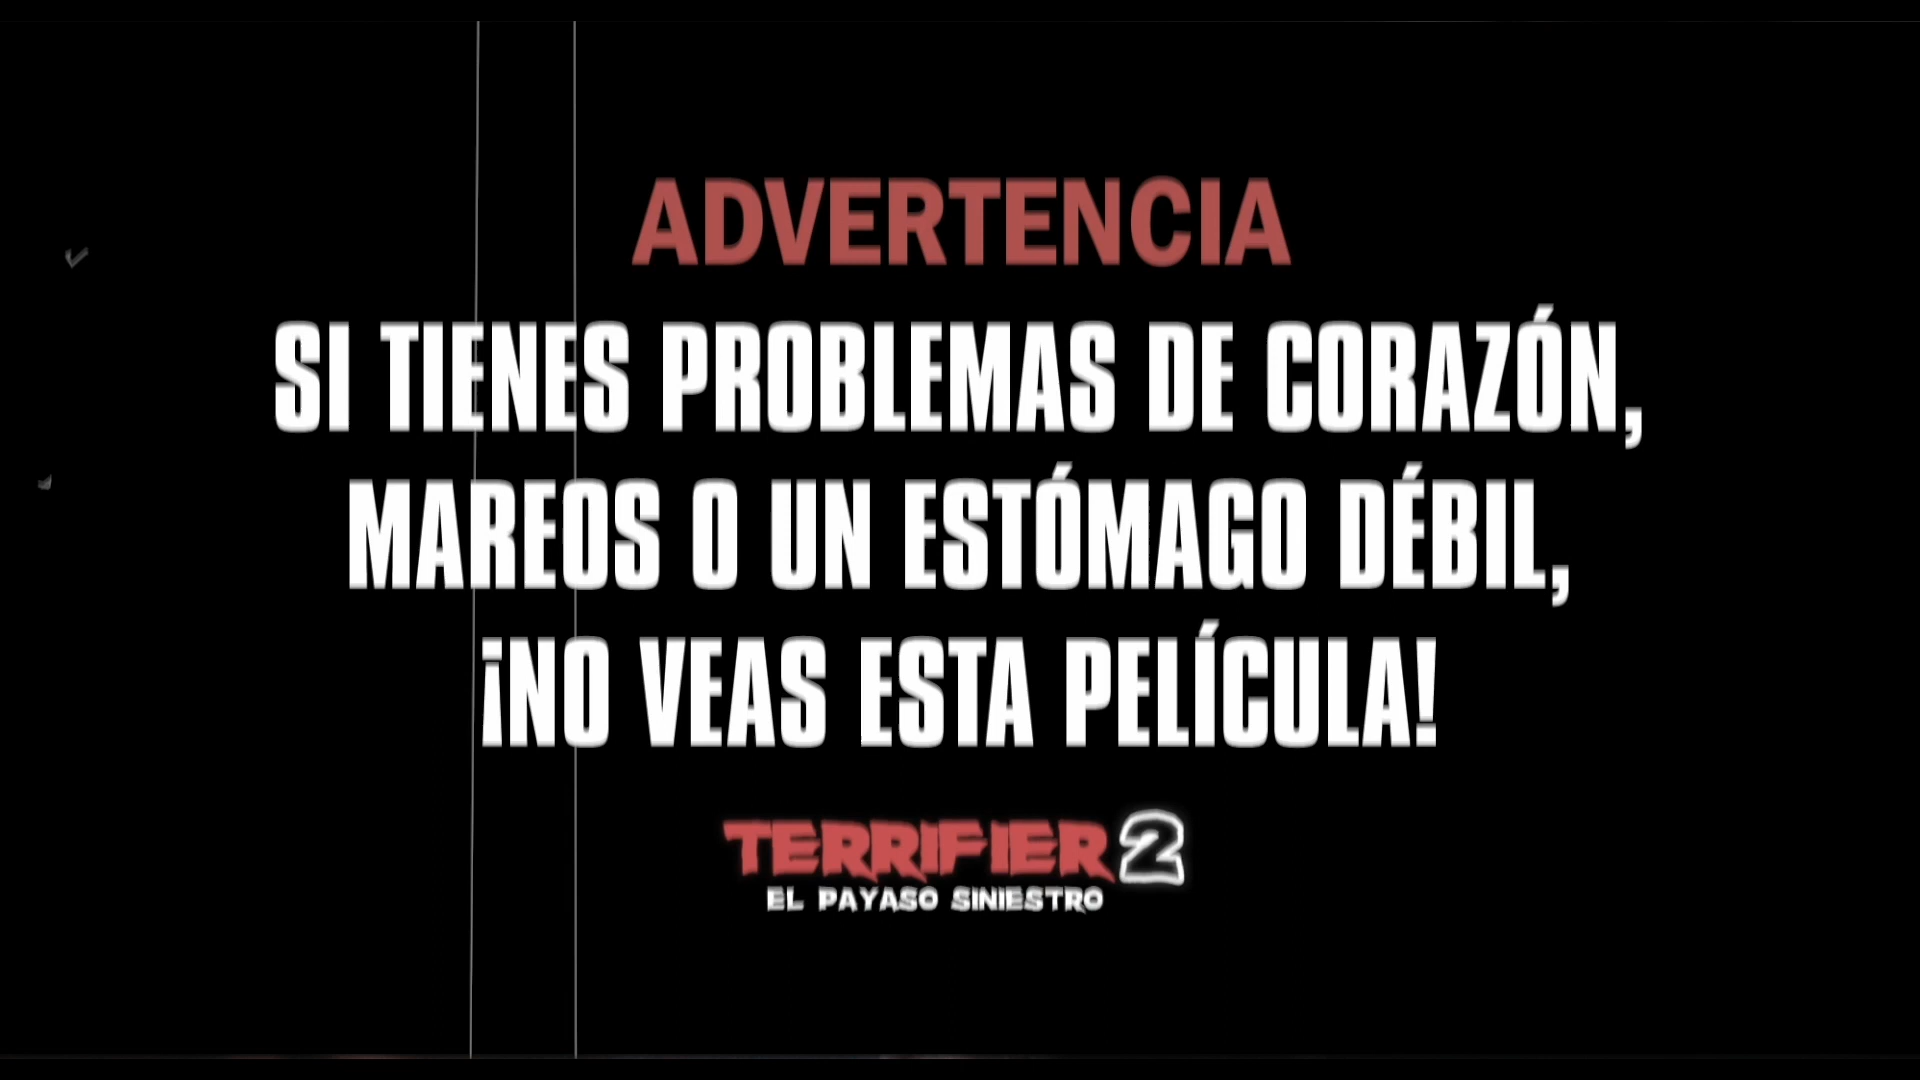 ADVERTENCIA
SI TIENES PROBLEMAS DE CORAZÓN,
MAREOS O UN ESTÓMAGO DÉBIL,
¡NO VEAS ESTA PELÍCULA!
TERRIFIER 2
EL PAYASO SINIESTRO